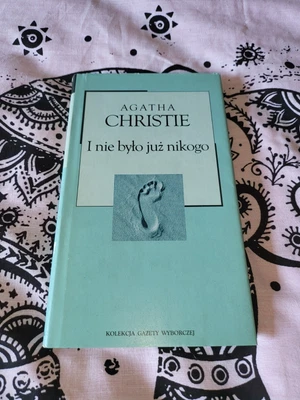 AGATHA
CHRISTIE
I nie było już nikogo
KOLEKCJA GAZETY WYBORCZEJ